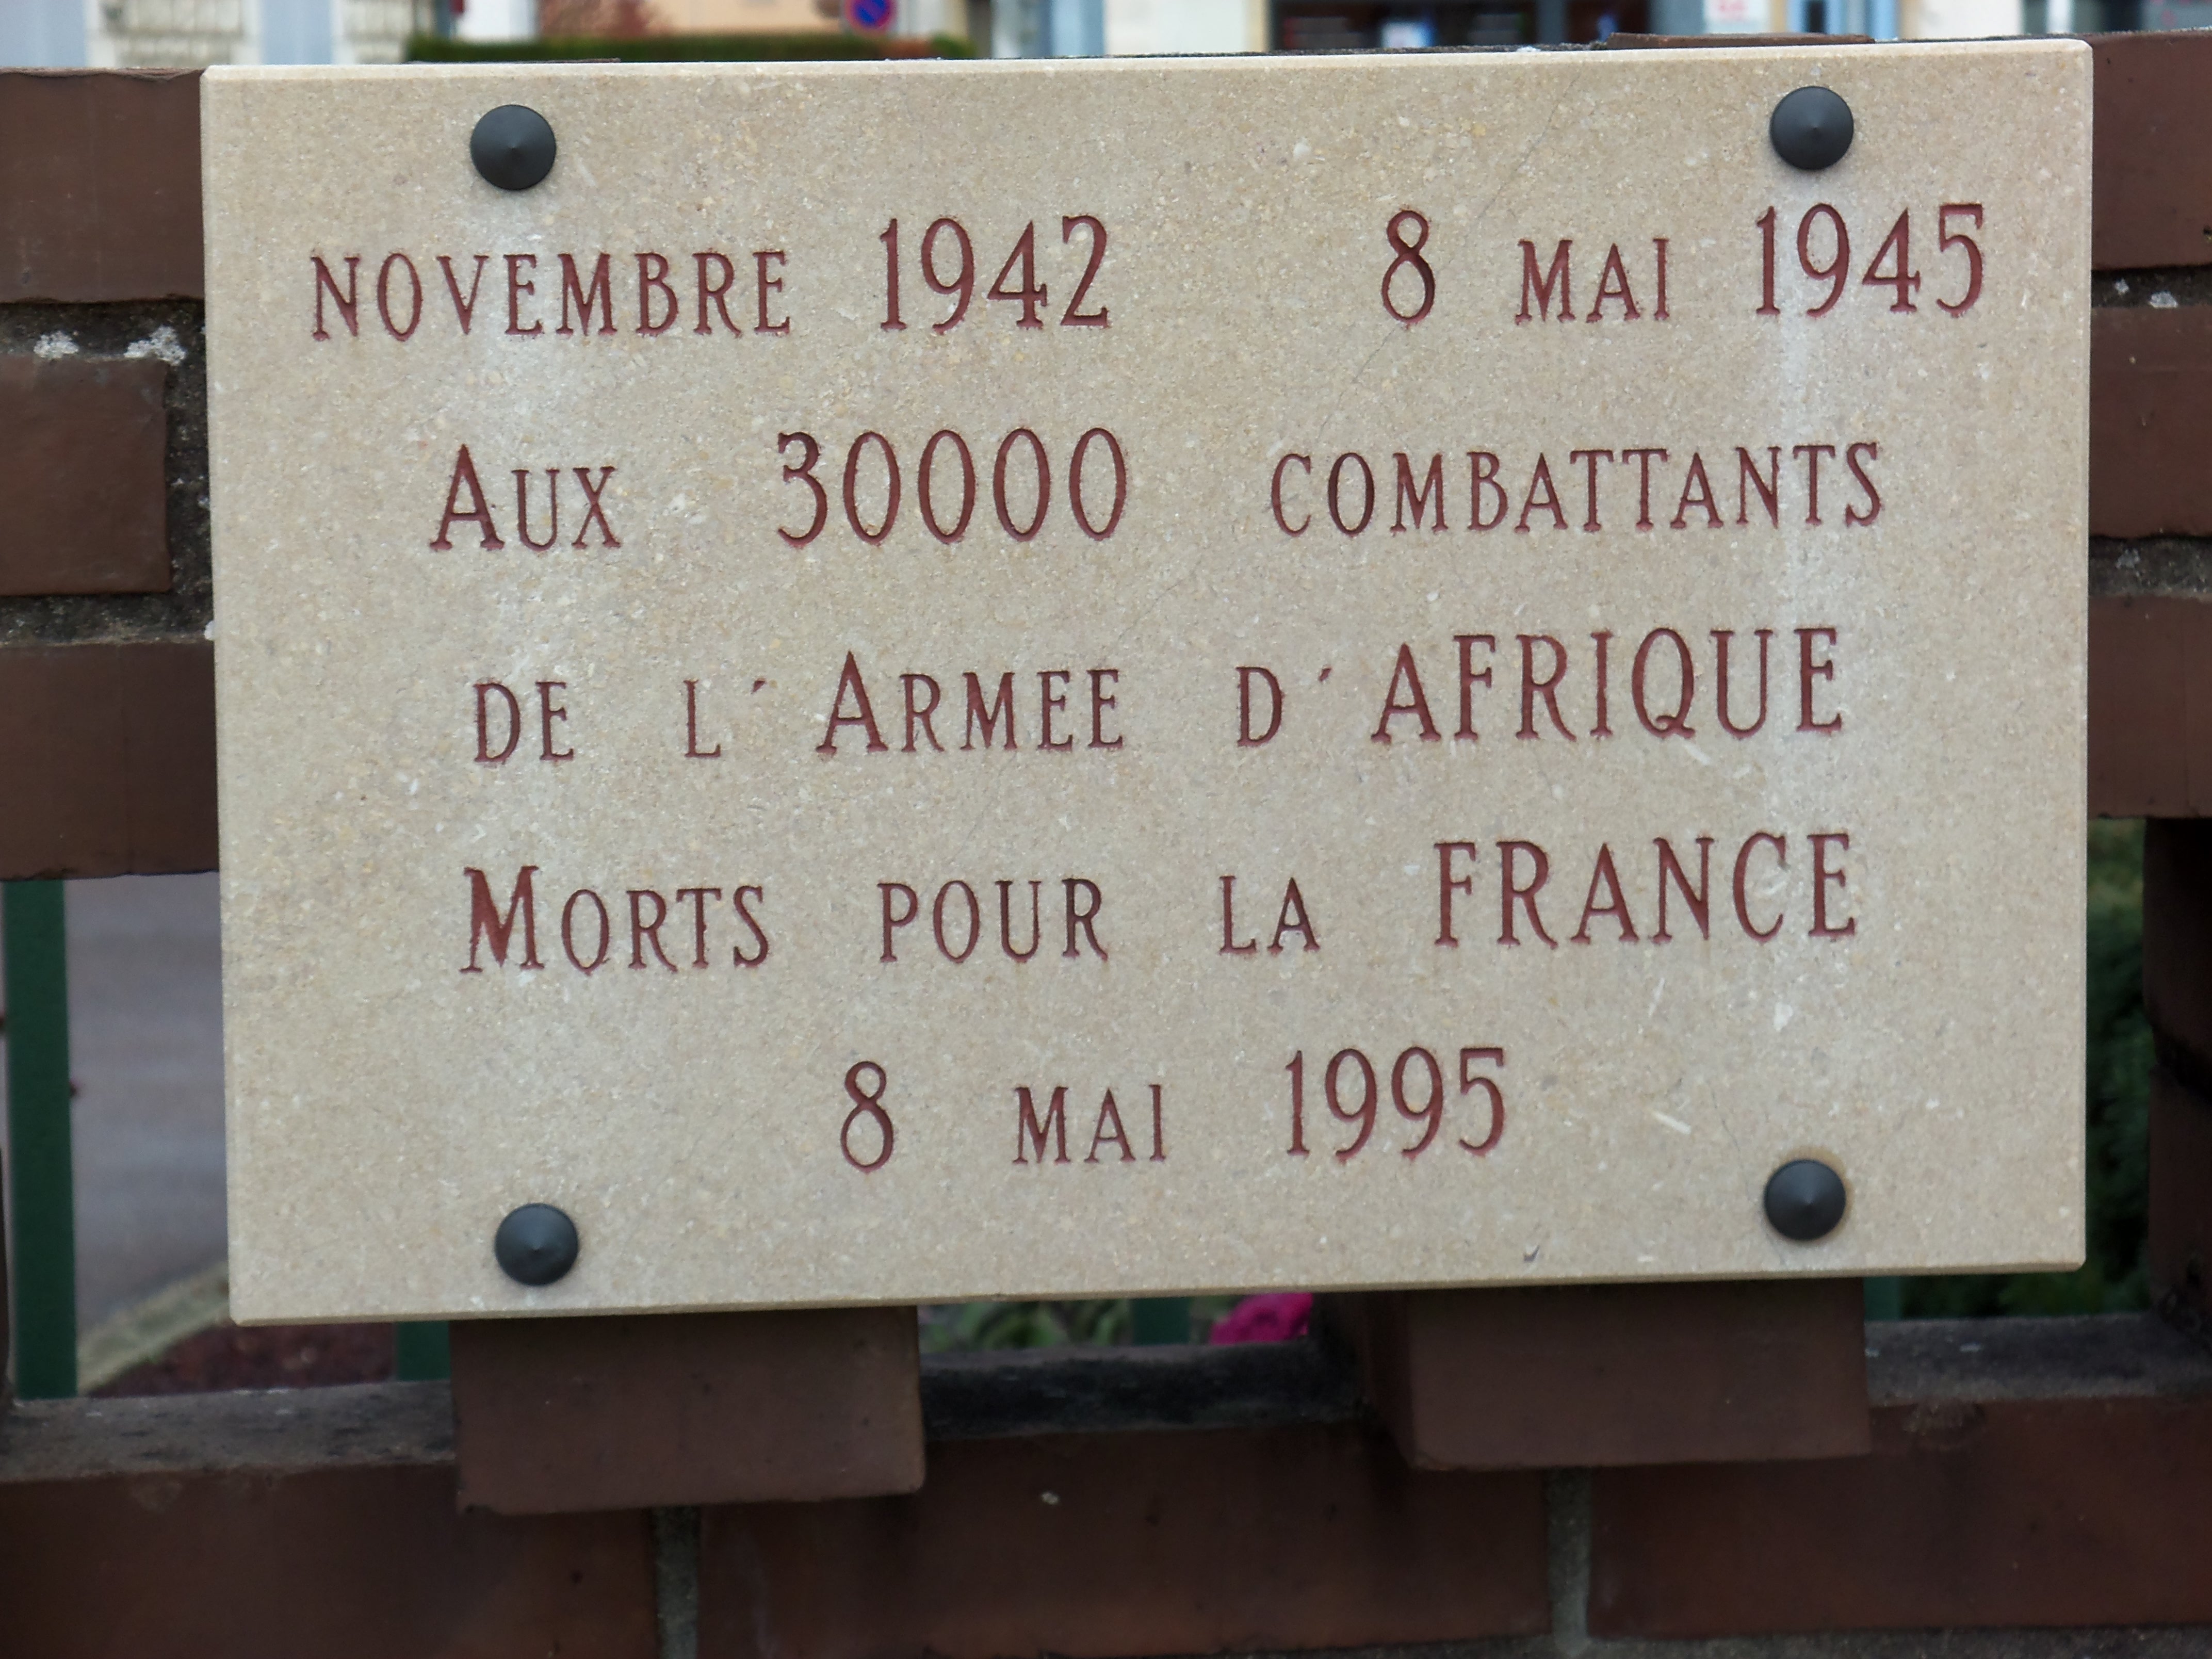 NOVEMBRE 1942 8 MAI 1945
AUX 30000 COMBATTANTS
DE L'ARMEE D'AFRIQUE
MORTS POUR LA FRANCE
8 MAI 1995